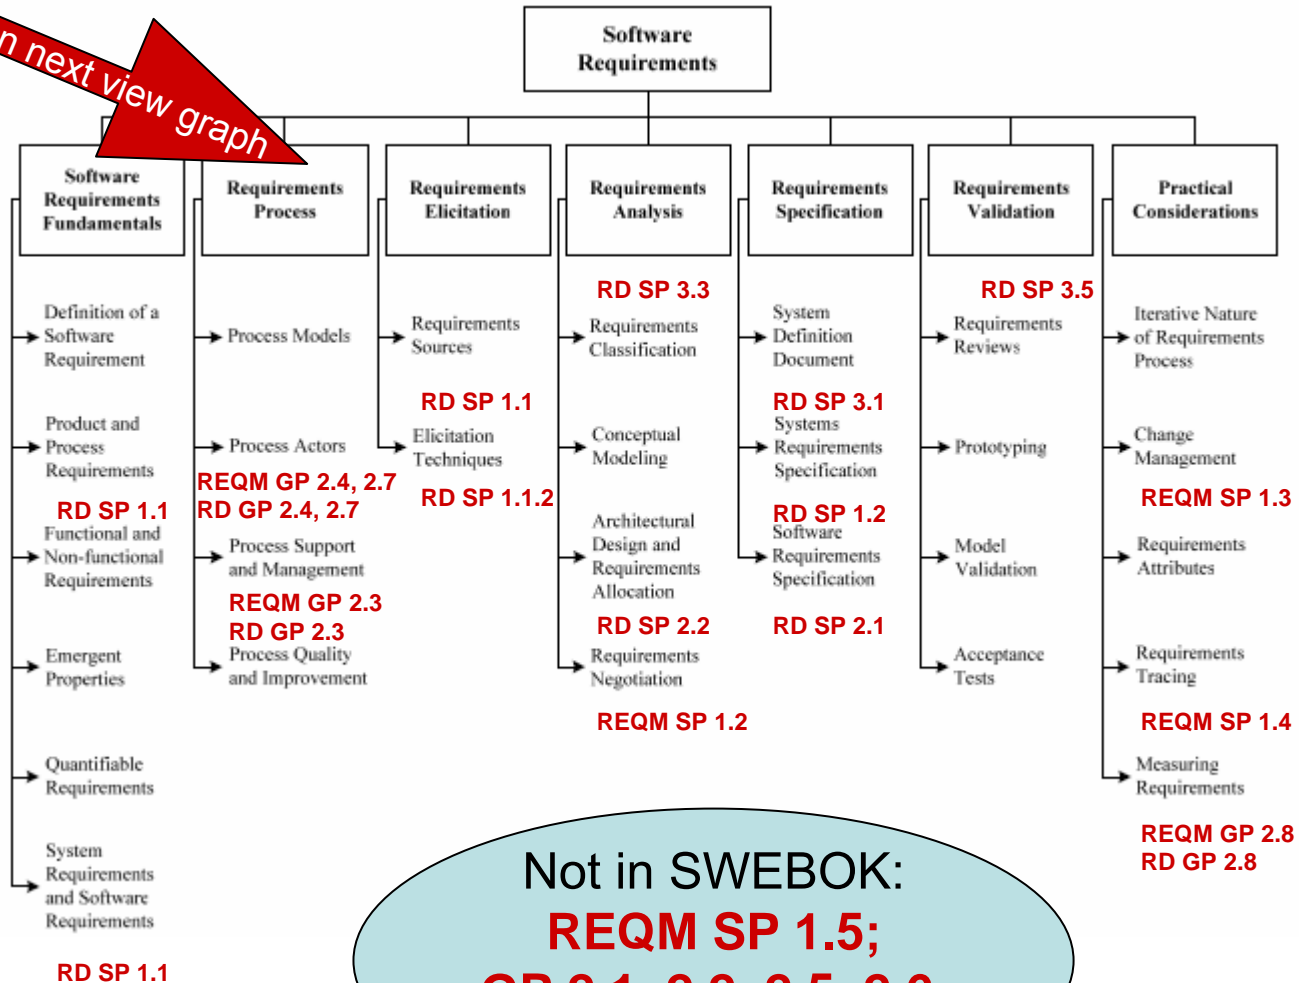 n next view graph
Software
Requirements
Software
Requirements
Fundamentals
Definition of a
Software
Requirement
Product and
Process
Requirements
RD SP 1.1
Functional and
Non-functional
Requirements
Emergent
Properties
Quantifiable
Requirements
System
Requirements
and Software
Requirements
RD SP 1.1
Requirements
Process
Process Models
Process Actors
REQM GP 2.4, 2.7
RD GP 2.4, 2.7
Process Support
and Management
REQM GP 2.3
RD GP 2.3
Process Quality
and Improvement
Requirements
Elicitation
Requirements
Sources
RD SP 1.1
Elicitation
Techniques
RD SP 1.1.2
Requirements
Analysis
RD SP 3.3
Requirements
Classification
Conceptual
Modeling
Architectural
Design and
Requirements
Allocation
RD SP 2.2
Requirements
Negotiation
REQM SP 1.2
Requirements
Specification
System
Definition
Document
RD SP 3.1
Systems
Requirements
Specification
RD SP 1.2
Software
Requirements
Specification
RD SP 2.1
Requirements
Validation
RD SP 3.5
Requirements
Reviews
Prototyping
Model
Validation
Acceptance
Tests
Practical
Considerations
Iterative Nature
of Requirements
Process
Change
Management
REQM SP 1.3
Requirements
Attributes
Requirements
Tracing
REQM SP 1.4
Measuring
Requirements
REQM GP 2.8
RD GP 2.8
Not in SWEBOK:
REQM SP 1.5;